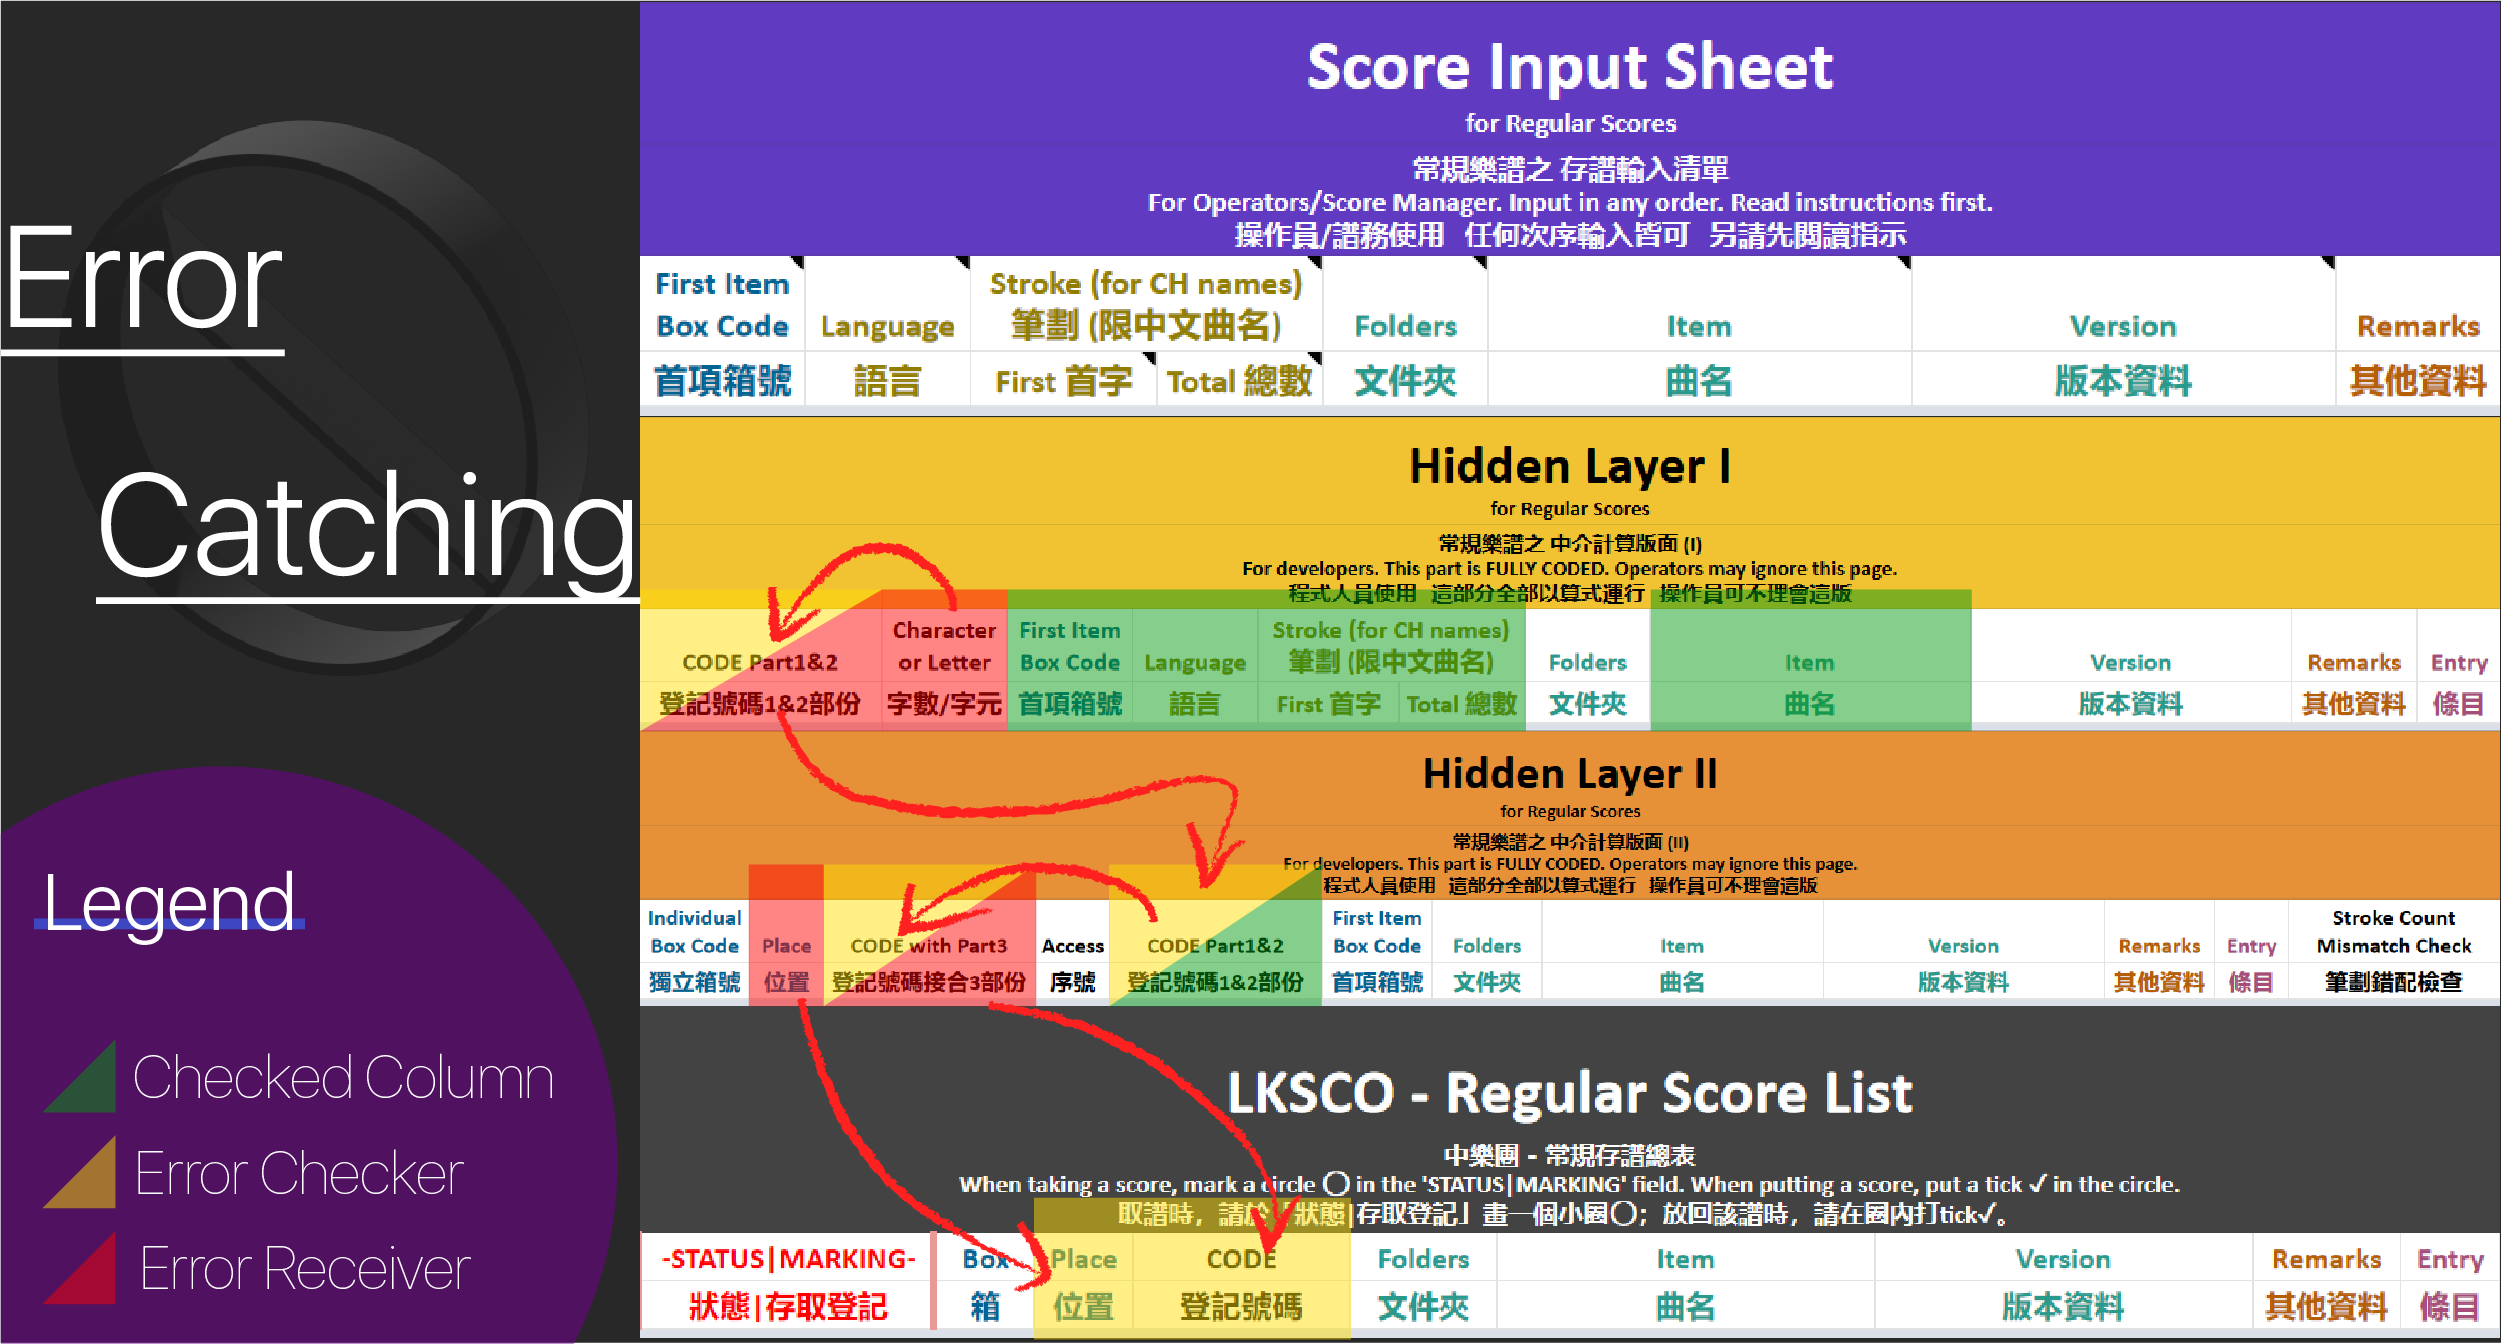 Error
Catching
Legend
Checked Column
Error Checker
Error Receiver
Score Input Sheet
for Regular Scores
常規樂譜之 存譜輸入清單
For Operators/Score Manager. Input in any order. Read instructions first.
操作員/譜務使用 任何次序輸入皆可 另請先閱讀指示
First Item
Box Code
Language
Stroke (for CH names)
筆劃 (限中文曲名)
Folders
Item
Version
Remarks
首項箱號
語言
First 首字
Total 總數
文件夾
曲名
版本資料
其他資料
Hidden Layer I
for Regular Scores
常規樂譜之 中介計算版面 (I)
For developers. This part is FULLY CODED. Operators may ignore this page.
程式人員使用 這部分全部以算式運行 操作員可不理會這版
CODE Part1&2
Character
or Letter
First Item
Box Code
Language
Stroke (for CH names)
筆劃 (限中文曲名)
Folders
Item
Version
Remarks
Entry
登記號碼1&2部份
字數/字元
首項箱號
語言
First 首字
Total 總數
文件夾
曲名
版本資料
其他資料
條目
Hidden Layer II
for Regular Scores
常規樂譜之 中介計算版面 (II)
For developers. This part is FULLY CODED. Operators may ignore this page.
程式人員使用 這部分全部以算式運行 操作員可不理會這版
Individual
Box Code
Place
CODE with Part3
Access
CODE Part1&2
First Item
Box Code
Folders
Item
Version
Remarks
Entry
Stroke Count
Mismatch Check
獨立箱號
位置
登記號碼接合3部份
序號
登記號碼1&2部份
首項箱號
文件夾
曲名
版本資料
其他資料
條目
筆劃錯配檢查
LKSCO - Regular Score List
中樂團 - 常規存譜總表
When taking a score, mark a circle ◯ in the 'STATUS|MARKING' field. When putting a score, put a tick ✓ in the circle.
取譜時，請於「狀態|存取登記」畫一個小圈◯；放回該譜時，請在圈內打tick✓。
-STATUS|MARKING-
Box
Place
CODE
Folders
Item
Version
Remarks
Entry
狀態|存取登記
箱
位置
登記號碼
文件夾
曲名
版本資料
其他資料
條目